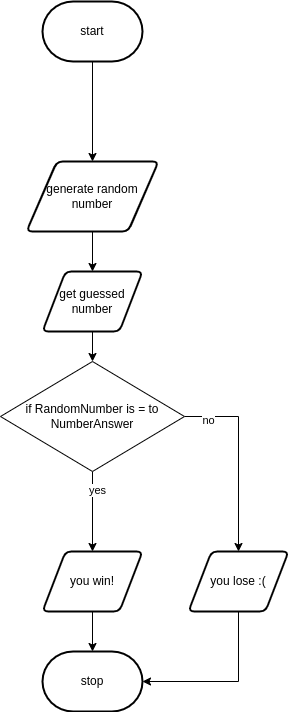 start
generate random
number
get guessed
number
if RandomNumber is = to
NumberAnswer
no
yes
you win!
you lose :(
stop